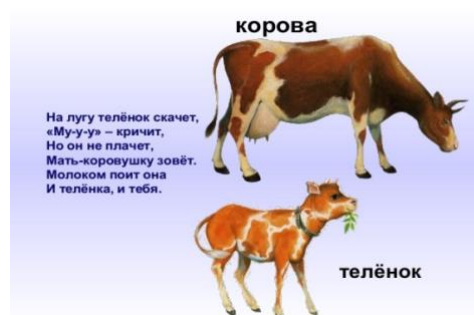 корова
На лугу телёнок скачет,
«Му-у-у» – кричит,
Но он не плачет,
Мать-коровушку зовёт.
Молоком поит она
И телёнка, и тебя.
телёнок